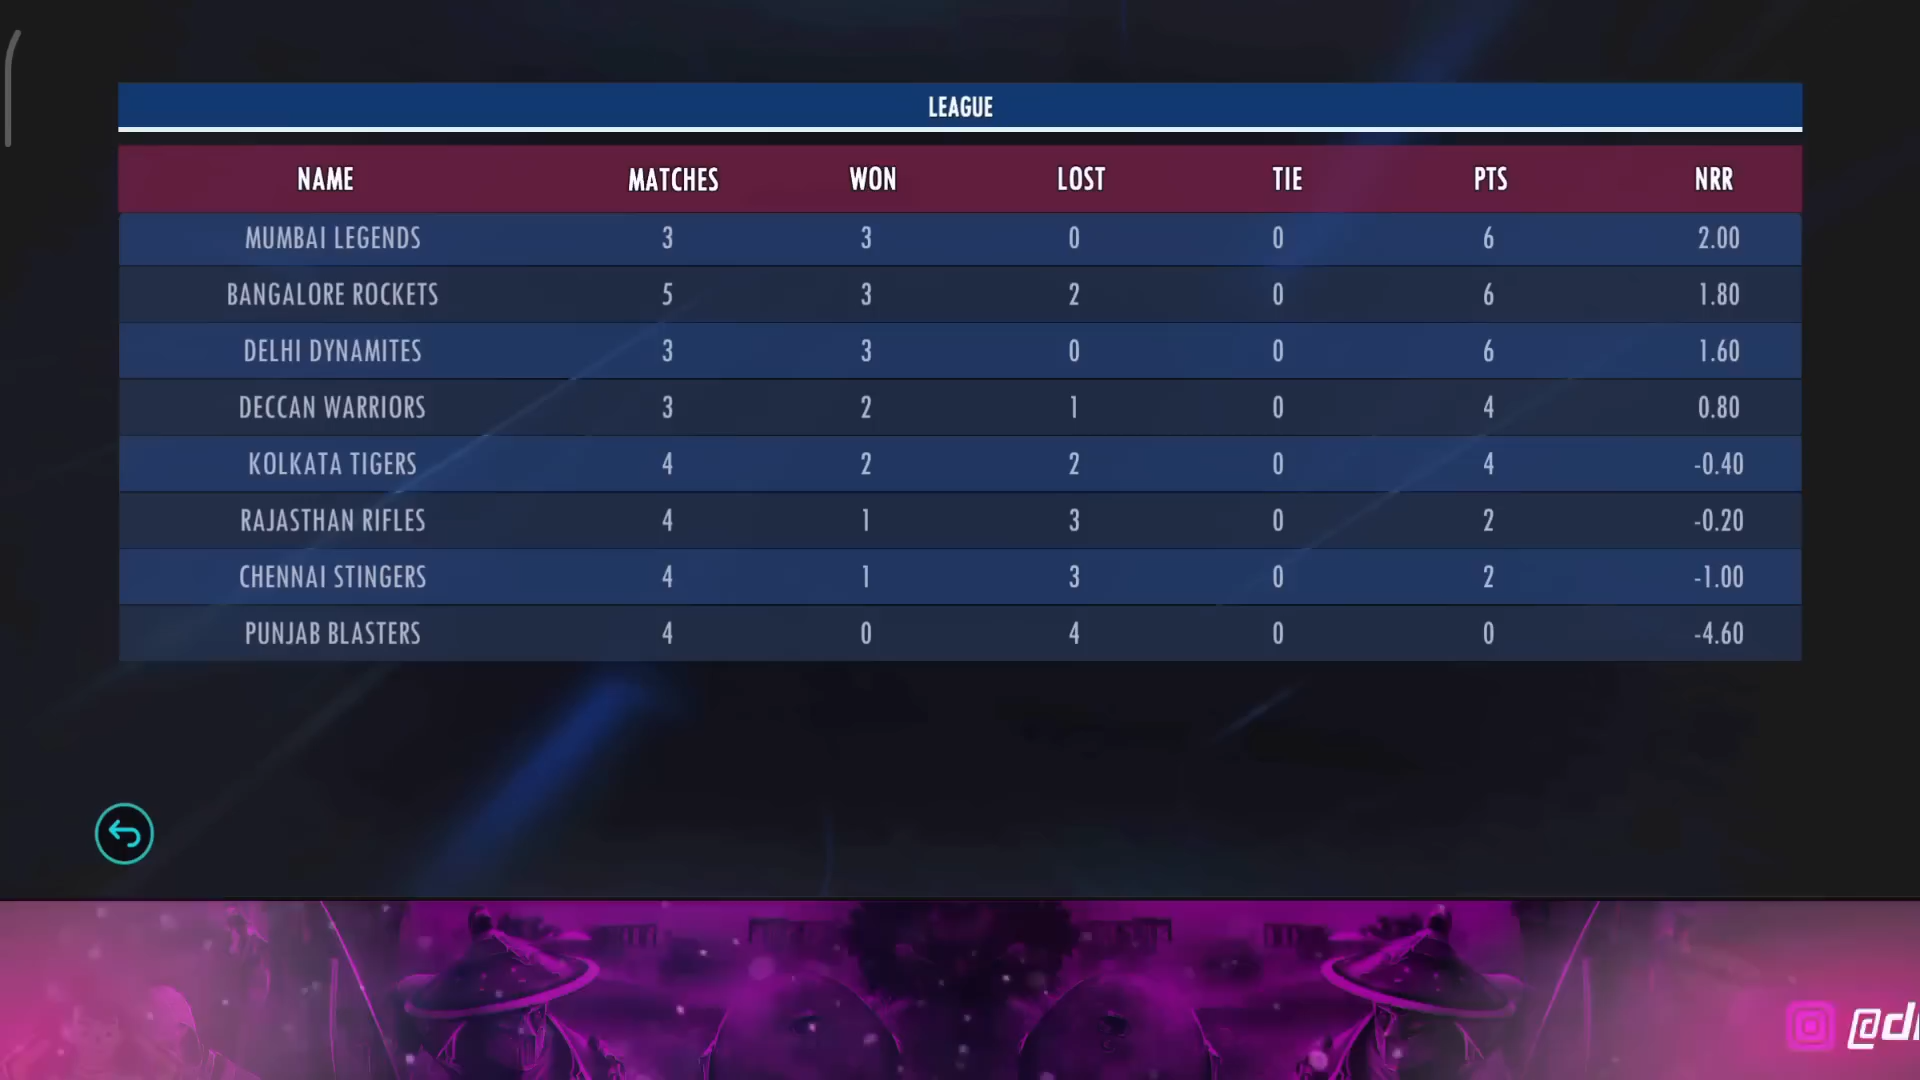 LEAGUE
NAME MATCHES WON LOST TIE PTS NRR
MUMBAI LEGENDS 3 3 0 0 6 2.00
BANGALORE ROCKETS 5 3 2 0 6 1.80
DELHI DYNAMITES 3 3 0 0 6 1.60
DECCAN WARRIORS 3 2 1 0 4 0.80
KOLKATA TIGERS 4 2 2 0 4 -0.40
RAJASTHAN RIFLES 4 1 3 0 2 -0.20
CHENNAI STINGERS 4 1 3 0 2 -1.00
PUNJAB BLASTERS 4 0 4 0 0 -4.60